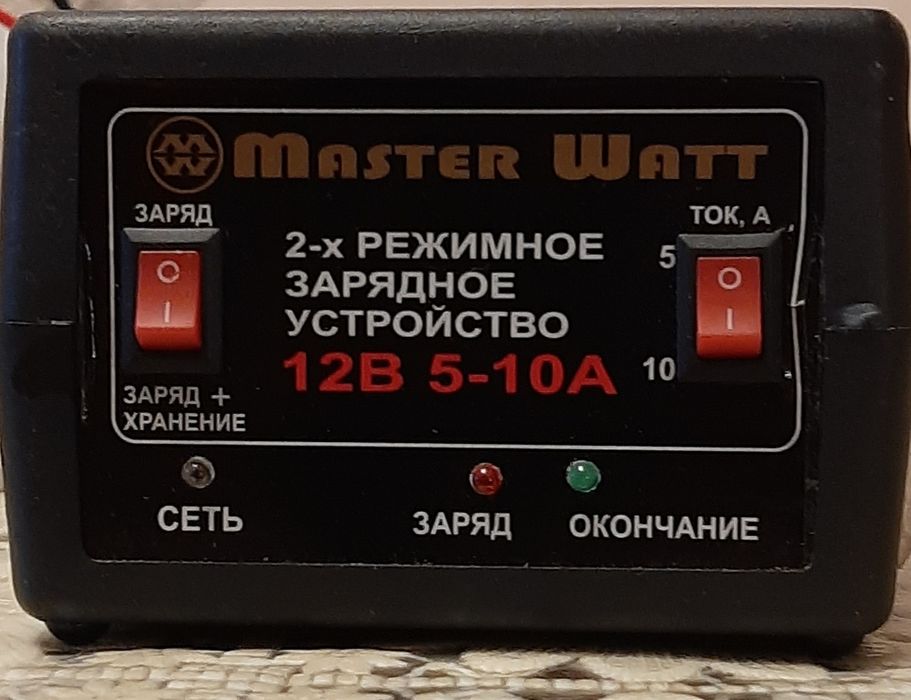 MASTER WATT
ЗАРЯД
ТОК, А
2-х РЕЖИМНОЕ
ЗАРЯДНОЕ
УСТРОЙСТВО
12В 5-10А
5
10
O
I
O
I
ЗАРЯД +
ХРАНЕНИЕ
СЕТЬ
ЗАРЯД
ОКОНЧАНИЕ